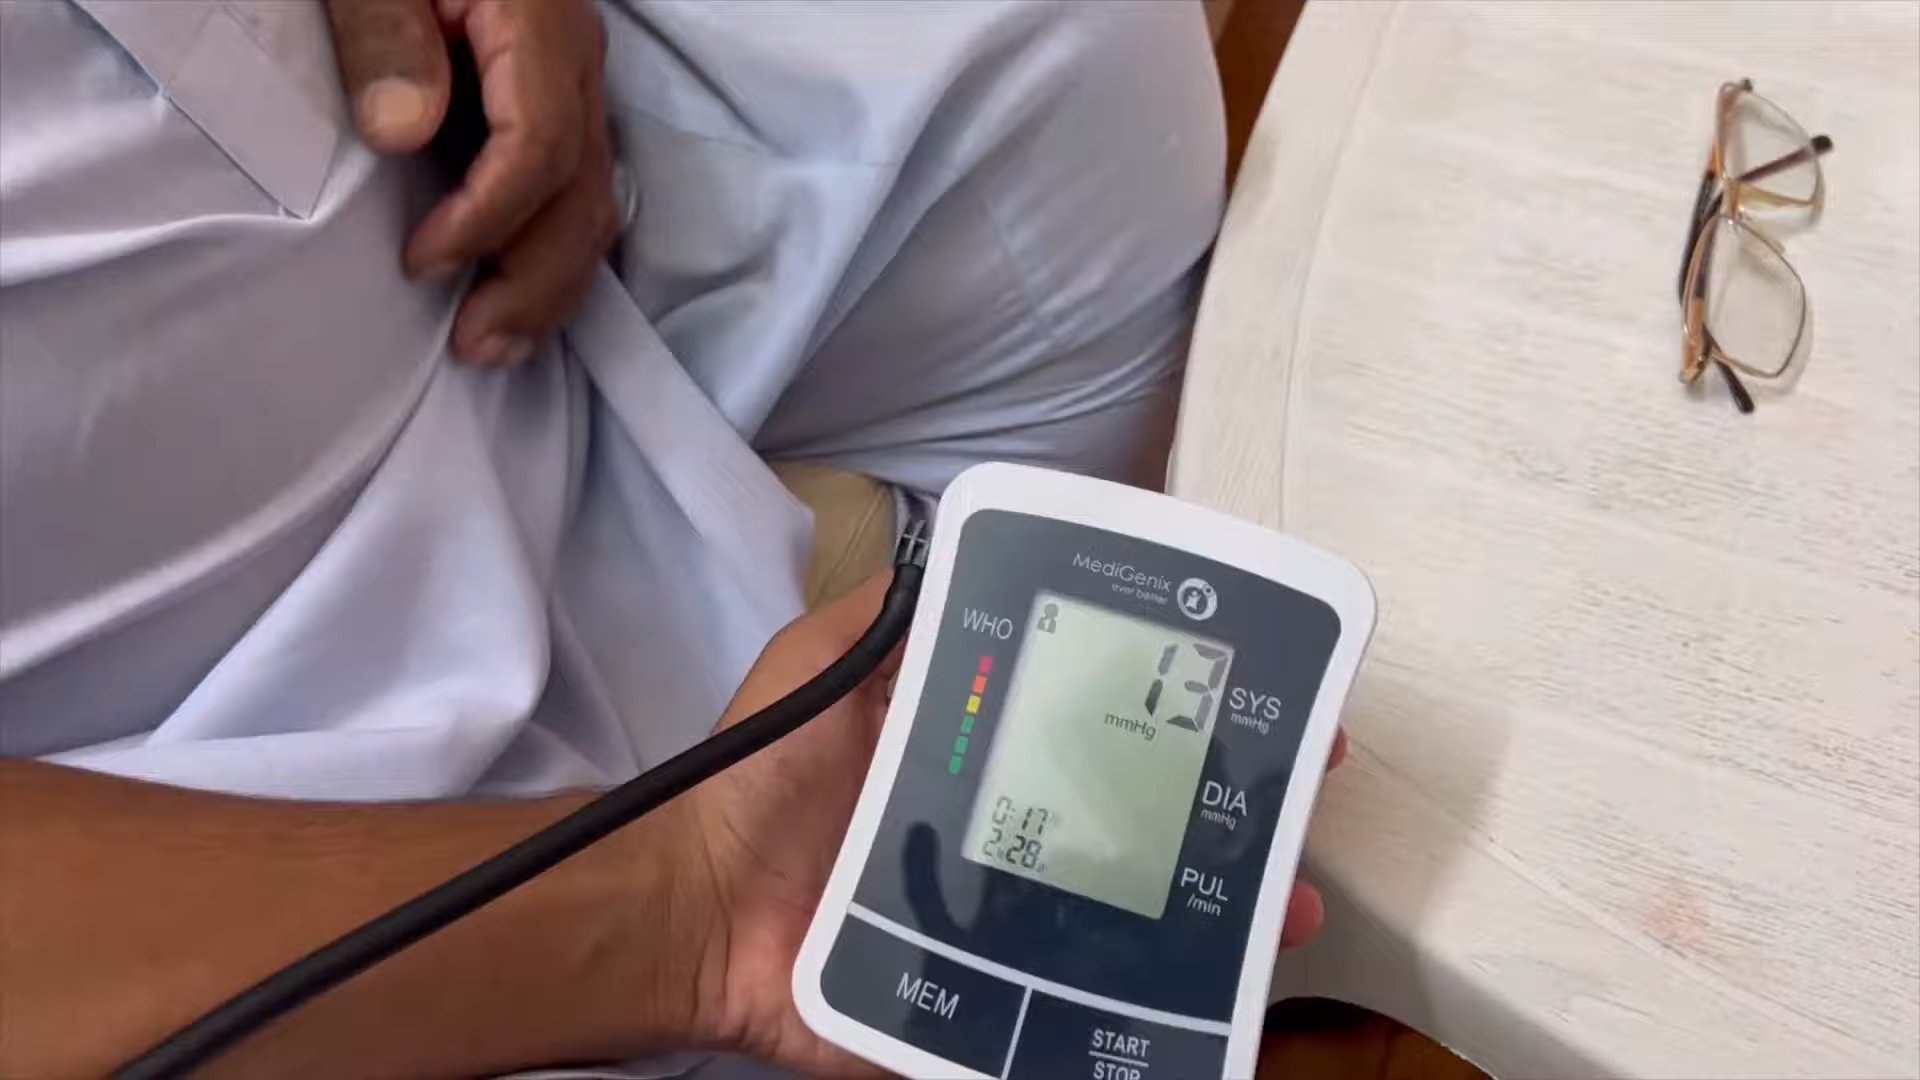 MediGenix
ever better
WHO
13
mmHg
SYS
mmHg
DIA
mmHg
0:17
2 28
PUL
/min
MEM
START
STOP